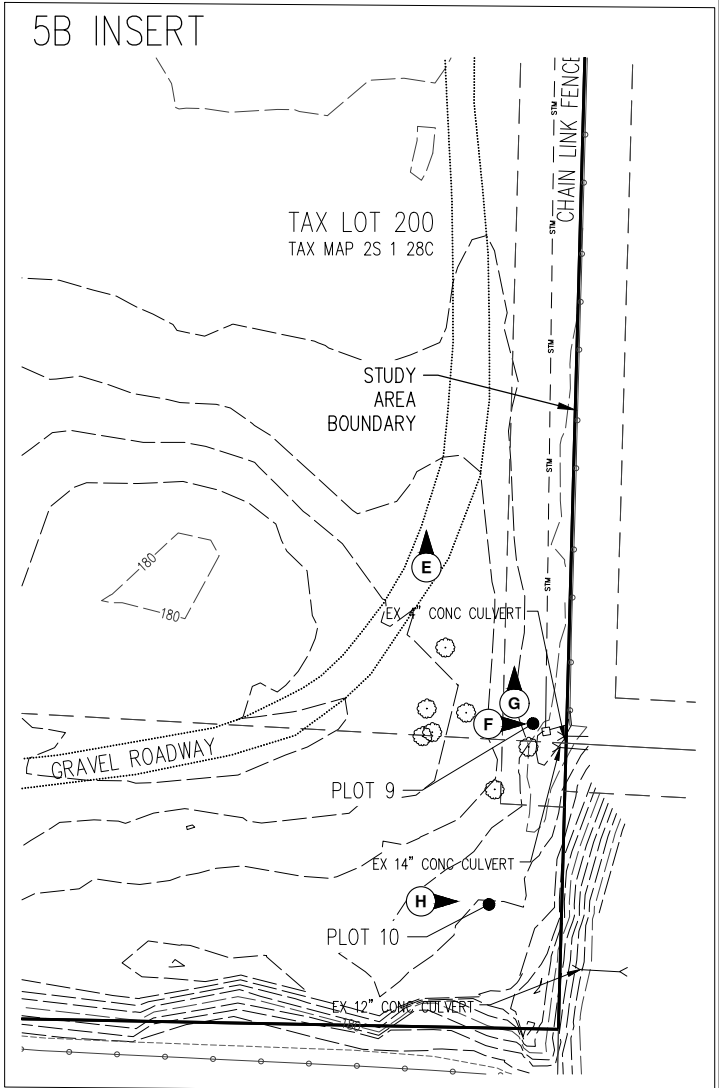 5B INSERT
CHAIN LINK FENCE
STM
STM
STM
STM
STM
TAX LOT 200
TAX MAP 2S 1 28C
STUDY
AREA
BOUNDARY
180
180
E
EX 4" CONC CULVERT
G
F
GRAVEL ROADWAY
PLOT 9
EX 14" CONC CULVERT
H
PLOT 10
EX 12" CONC CULVERT